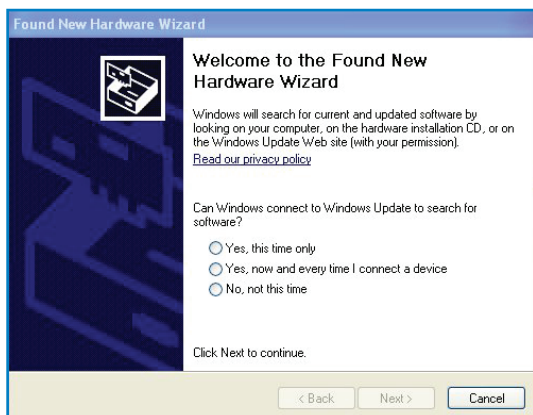 Found New Hardware Wizard
Welcome to the Found New
Hardware Wizard
Windows will search for current and updated software by
looking on your computer, on the hardware installation CD, or on
the Windows Update Web site (with your permission).
Read our privacy policy
Can Windows connect to Windows Update to search for
software?
Yes, this time only
Yes, now and every time I connect a device
No, not this time
Click Next to continue.
< Back
Next >
Cancel